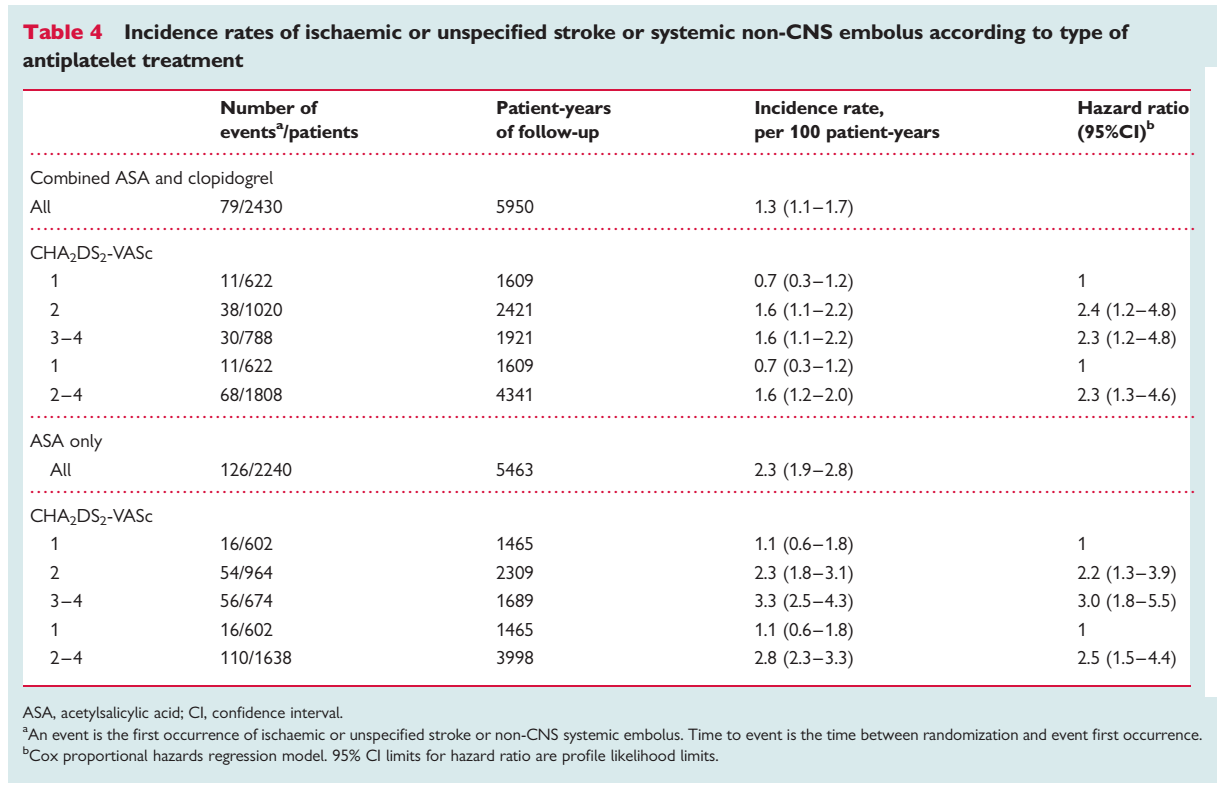 Table 4 Incidence rates of ischaemic or unspecified stroke or systemic non-CNS embolus according to type of
antiplatelet treatment
Number of events^a/patients Patient-years of follow-up Incidence rate, per 100 patient-years Hazard ratio (95%CI)^b
Combined ASA and clopidogrel
All 79/2430 5950 1.3 (1.1–1.7)
CHA₂DS₂-VASc
1 11/622 1609 0.7 (0.3–1.2) 1
2 38/1020 2421 1.6 (1.1–2.2) 2.4 (1.2–4.8)
3–4 30/788 1921 1.6 (1.1–2.2) 2.3 (1.2–4.8)
1 11/622 1609 0.7 (0.3–1.2) 1
2–4 68/1808 4341 1.6 (1.2–2.0) 2.3 (1.3–4.6)
ASA only
All 126/2240 5463 2.3 (1.9–2.8)
CHA₂DS₂-VASc
1 16/602 1465 1.1 (0.6–1.8) 1
2 54/964 2309 2.3 (1.8–3.1) 2.2 (1.3–3.9)
3–4 56/674 1689 3.3 (2.5–4.3) 3.0 (1.8–5.5)
1 16/602 1465 1.1 (0.6–1.8) 1
2–4 110/1638 3998 2.8 (2.3–3.3) 2.5 (1.5–4.4)
ASA, acetylsalicylic acid; CI, confidence interval.
^aAn event is the first occurrence of ischaemic or unspecified stroke or non-CNS systemic embolus. Time to event is the time between randomization and event first occurrence.
^bCox proportional hazards regression model. 95% CI limits for hazard ratio are profile likelihood limits.